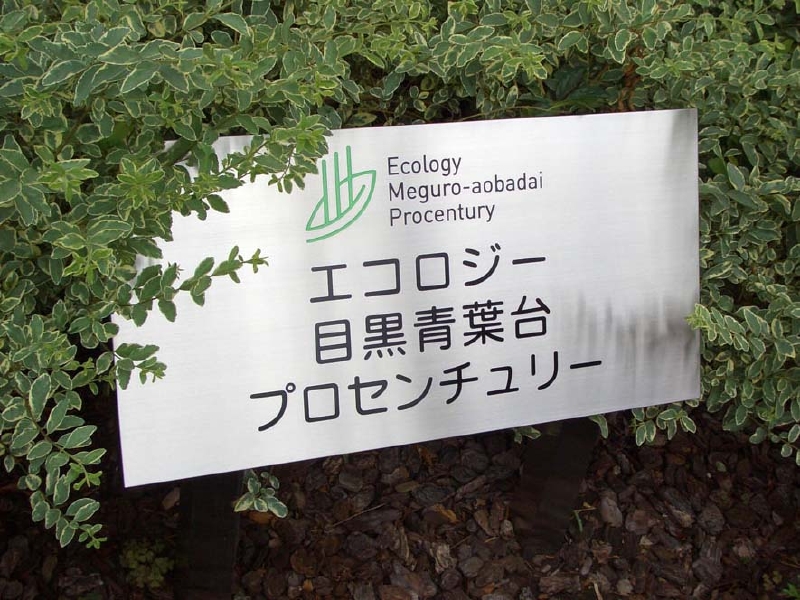 Ecology
Meguro-aobadai
Procentury
エコロジー
目黒青葉台
プロセンチュリー